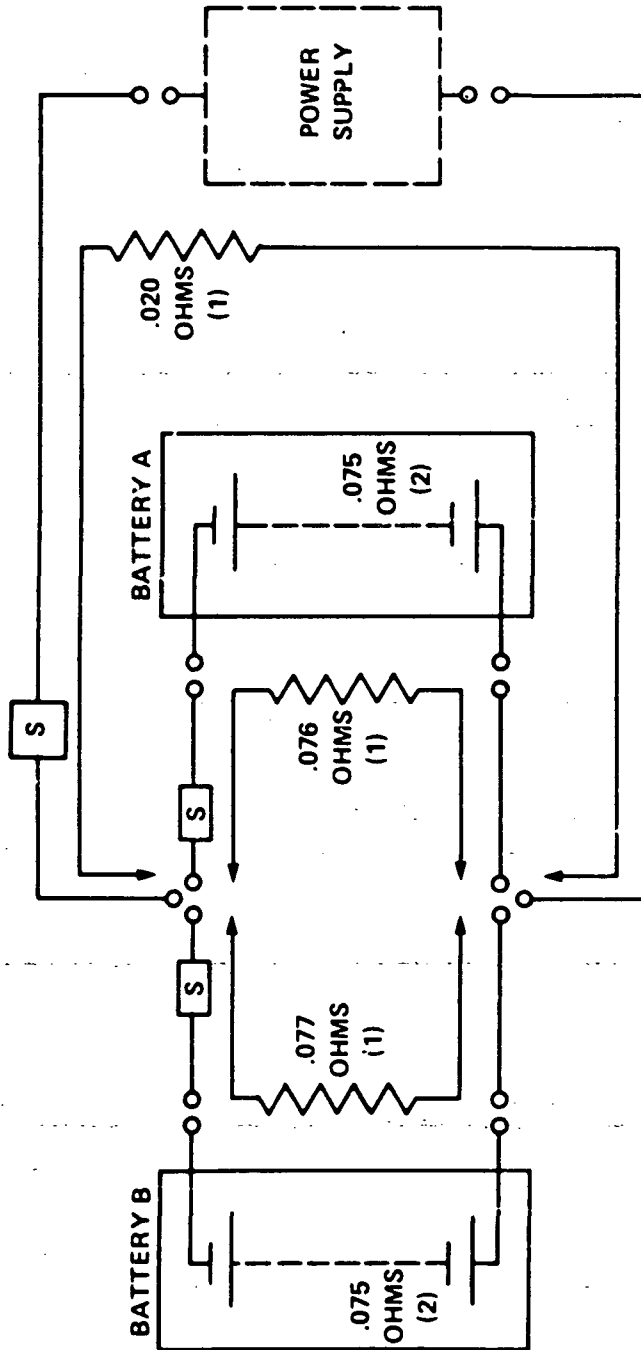 BATTERY B
.075
OHMS
(2)
S
.077
OHMS
(1)
S
.076
OHMS
(1)
S
BATTERY A
.075
OHMS
(2)
.020
OHMS
(1)
POWER
SUPPLY